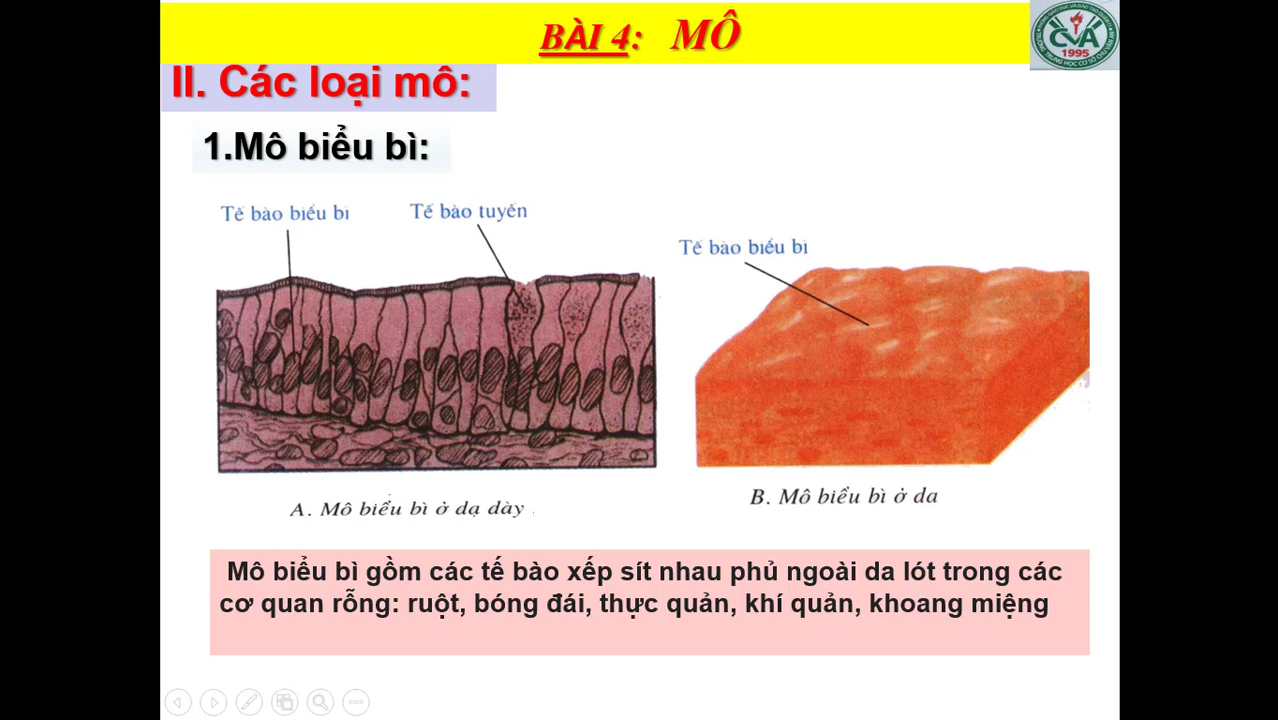 BÀI 4: MÔ
CVA
1995
II. Các loại mô:
1.Mô biểu bì:
Tế bào biểu bì
Tế bào tuyến
Tế bào biểu bì
A. Mô biểu bì ở dạ dày
B. Mô biểu bì ở da
Mô biểu bì gồm các tế bào xếp sít nhau phủ ngoài da lót trong các
cơ quan rỗng: ruột, bóng đái, thực quản, khí quản, khoang miệng